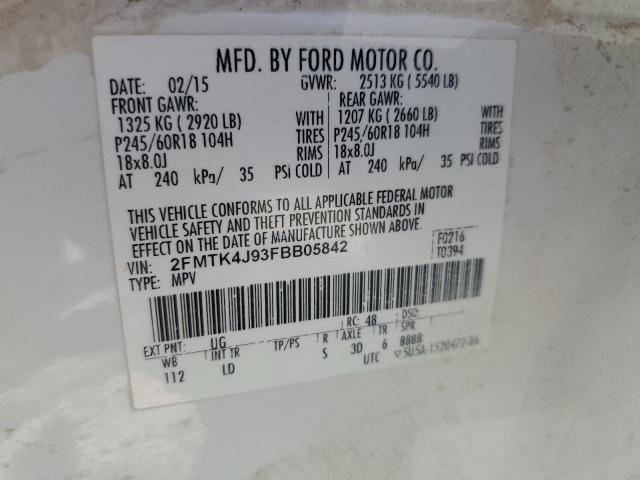 MFD. BY FORD MOTOR CO.
DATE: 02/15 GVWR: 2513 KG ( 5540 LB)
FRONT GAWR: REAR GAWR:
1325 KG ( 2920 LB) WITH 1207 KG ( 2660 LB) WITH
P245/60R18 104H TIRES P245/60R18 104H TIRES
18x8.0J RIMS 18x8.0J RIMS
AT 240 kPa/ 35 PSi COLD AT 240 kPa/ 35 PSi COLD
THIS VEHICLE CONFORMS TO ALL APPLICABLE FEDERAL MOTOR
VEHICLE SAFETY AND THEFT PREVENTION STANDARDS IN
EFFECT ON THE DATE OF MANUFACTURE SHOWN ABOVE.
VIN: 2FMTK4J93FBB05842 F0216
TYPE: MPV T0394
EXT PNT: UG RC: 48 DSO:
WB INT TR TP/PS R AXLE TR SPR
112 LD S 3D 6 BBBB
UTC